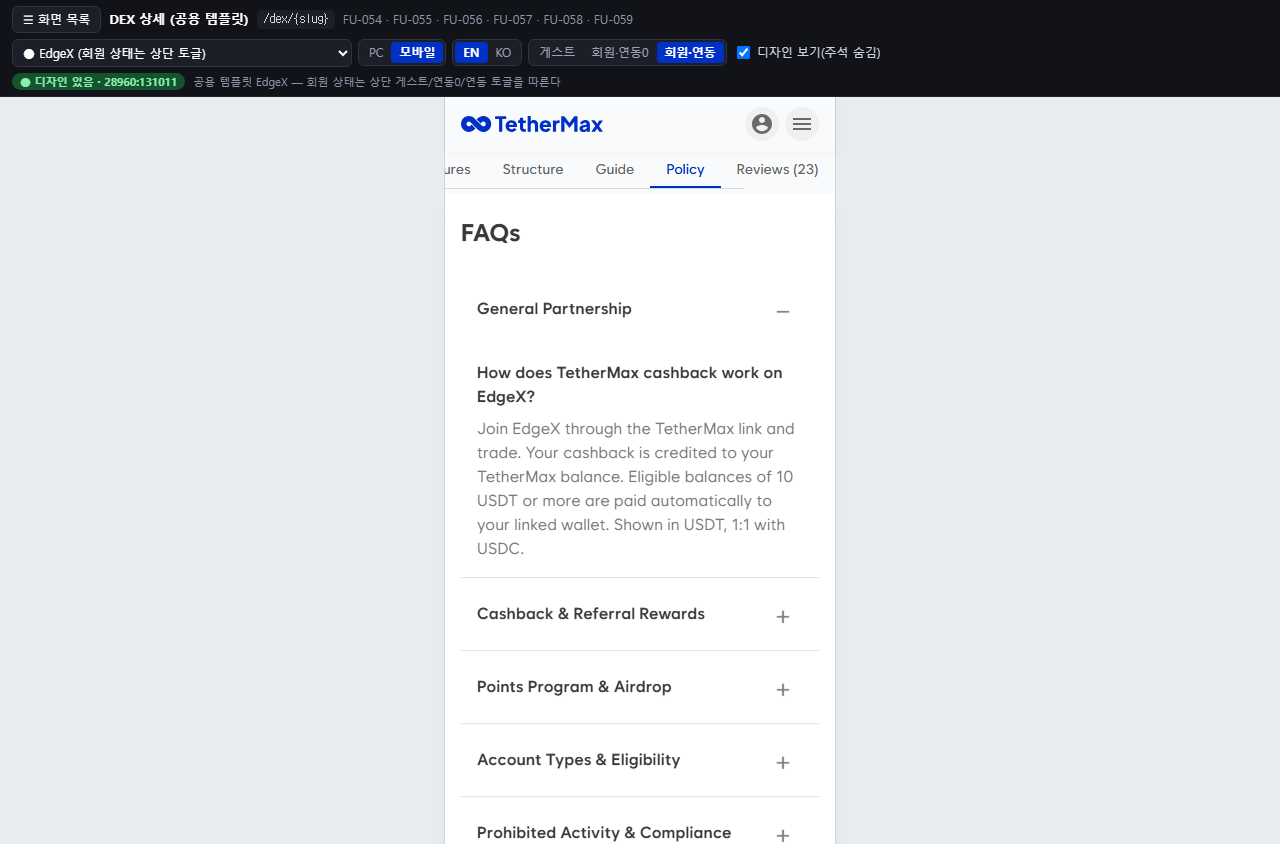 ☰ 화면 목록 DEX 상세 (공용 템플릿) /dex/{slug} FU-054 · FU-055 · FU-056 · FU-057 · FU-058 · FU-059
● EdgeX (회원 상태는 상단 토글) PC 모바일 EN KO 게스트 회원·연동0 회원·연동 디자인 보기(주석 숨김)
● 디자인 있음 · 28960:131011 공용 템플릿 EdgeX — 회원 상태는 상단 게스트/연동0/연동 토글을 따른다
TetherMax
ures Structure Guide Policy Reviews (23)
FAQs
General Partnership
How does TetherMax cashback work on
EdgeX?
Join EdgeX through the TetherMax link and
trade. Your cashback is credited to your
TetherMax balance. Eligible balances of 10
USDT or more are paid automatically to
your linked wallet. Shown in USDT, 1:1 with
USDC.
Cashback & Referral Rewards
Points Program & Airdrop
Account Types & Eligibility
Prohibited Activity & Compliance